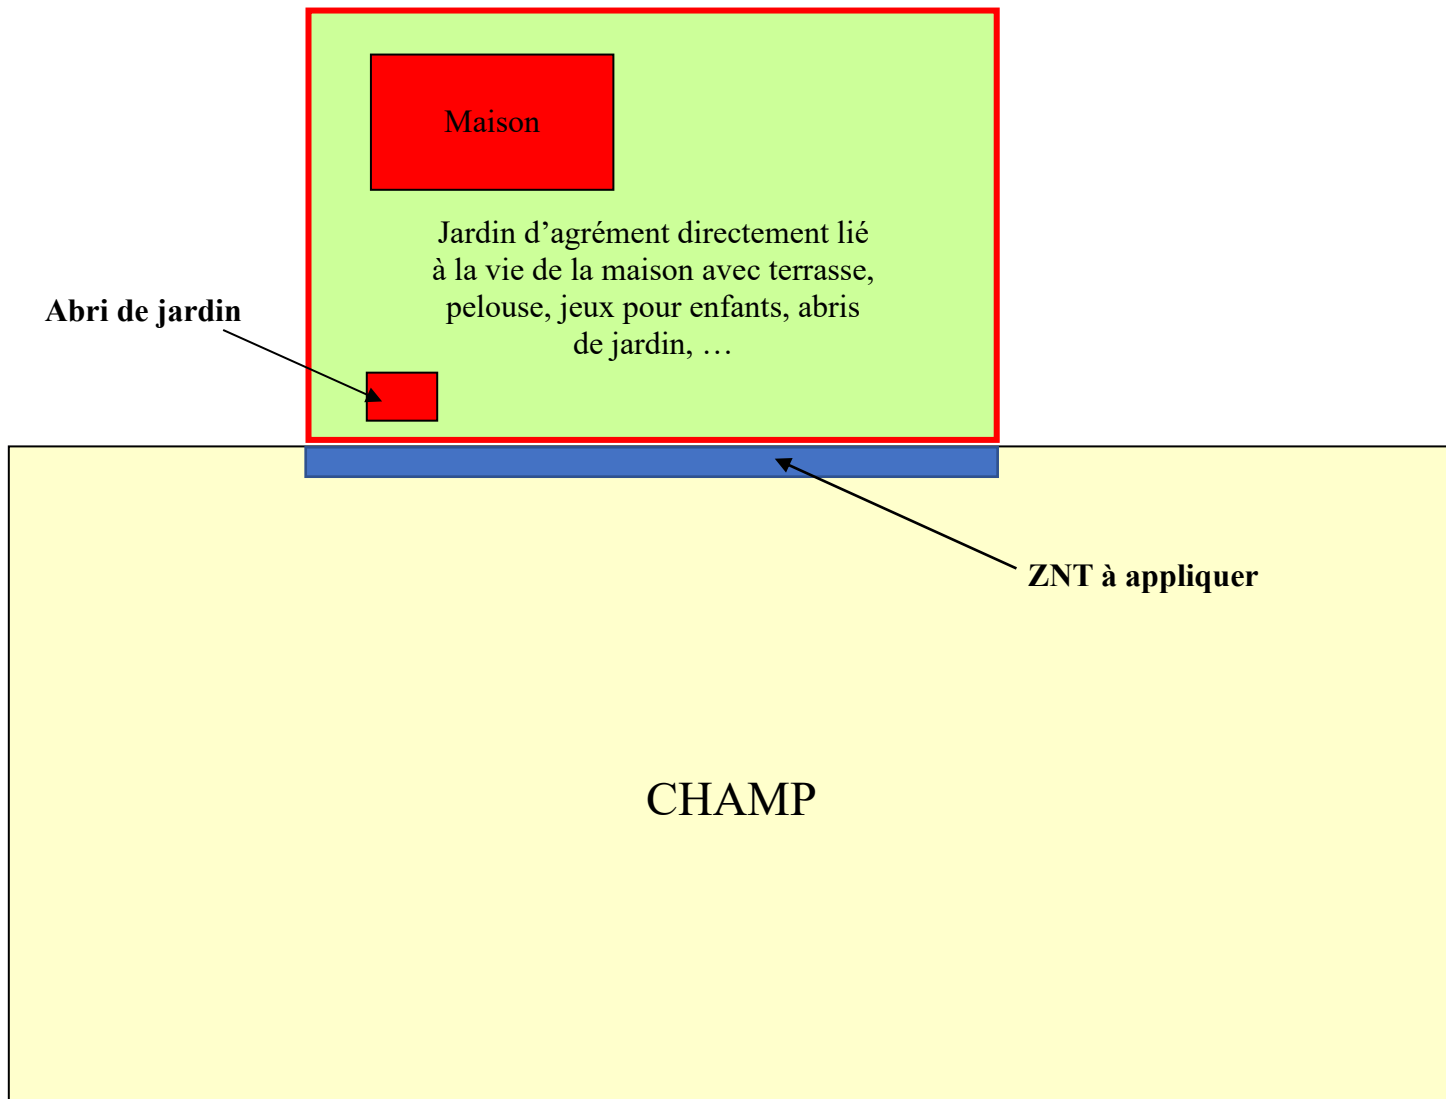 Maison
Jardin d’agrément directement lié
à la vie de la maison avec terrasse,
pelouse, jeux pour enfants, abris
de jardin, …
Abri de jardin
ZNT à appliquer
CHAMP